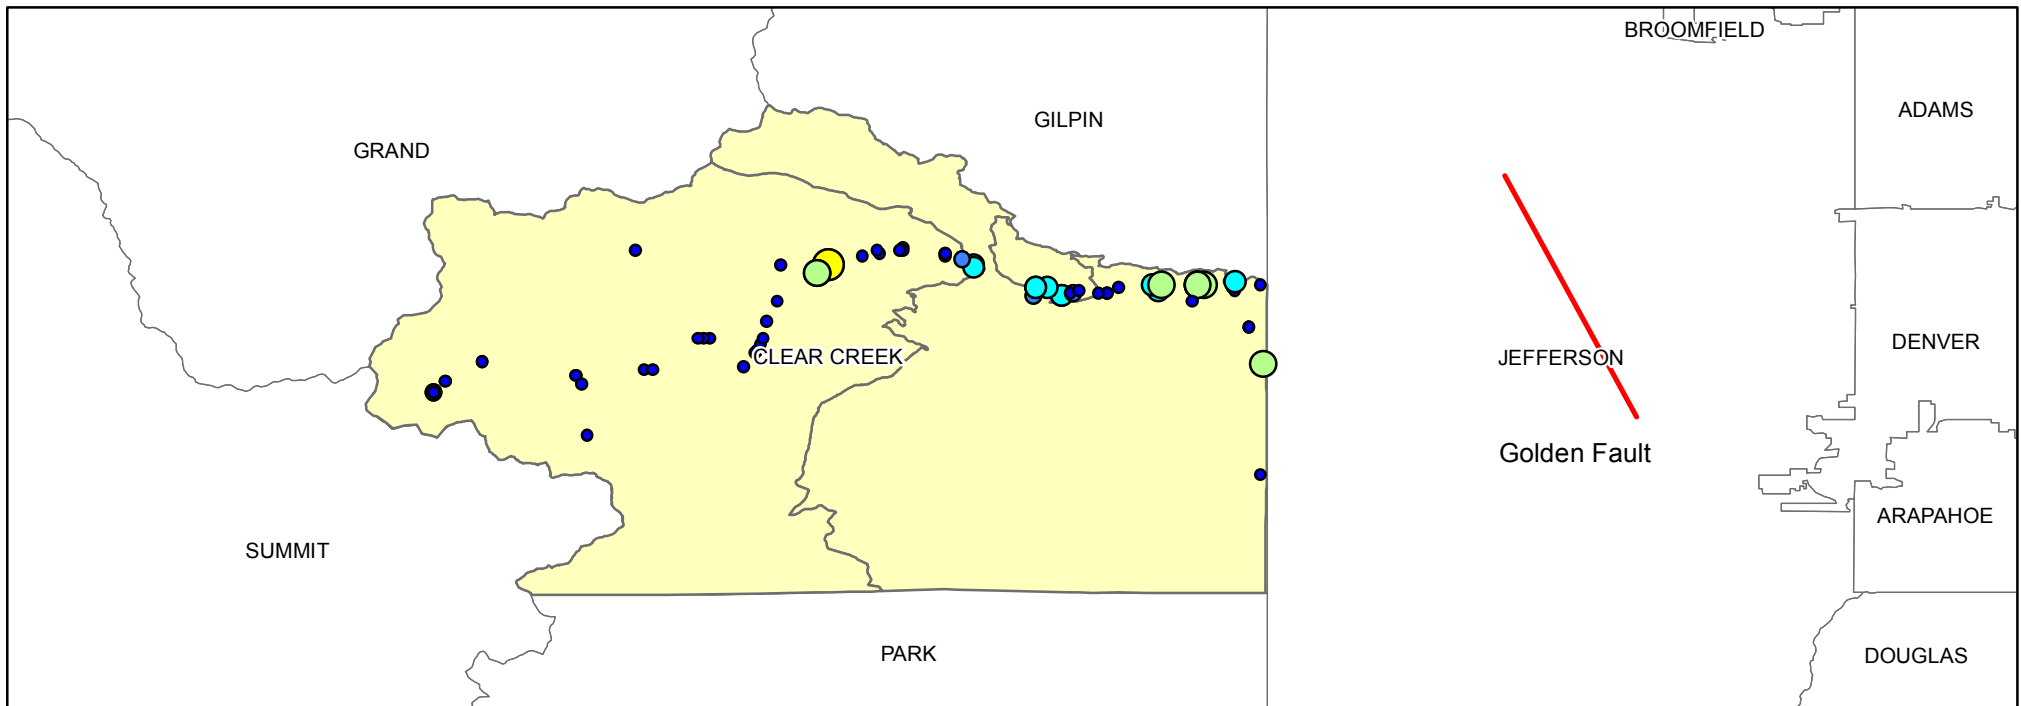 BROOMFIELD
ADAMS
GILPIN
GRAND
DENVER
CLEAR CREEK
JEFFERSON
Golden Fault
ARAPAHOE
SUMMIT
PARK
DOUGLAS